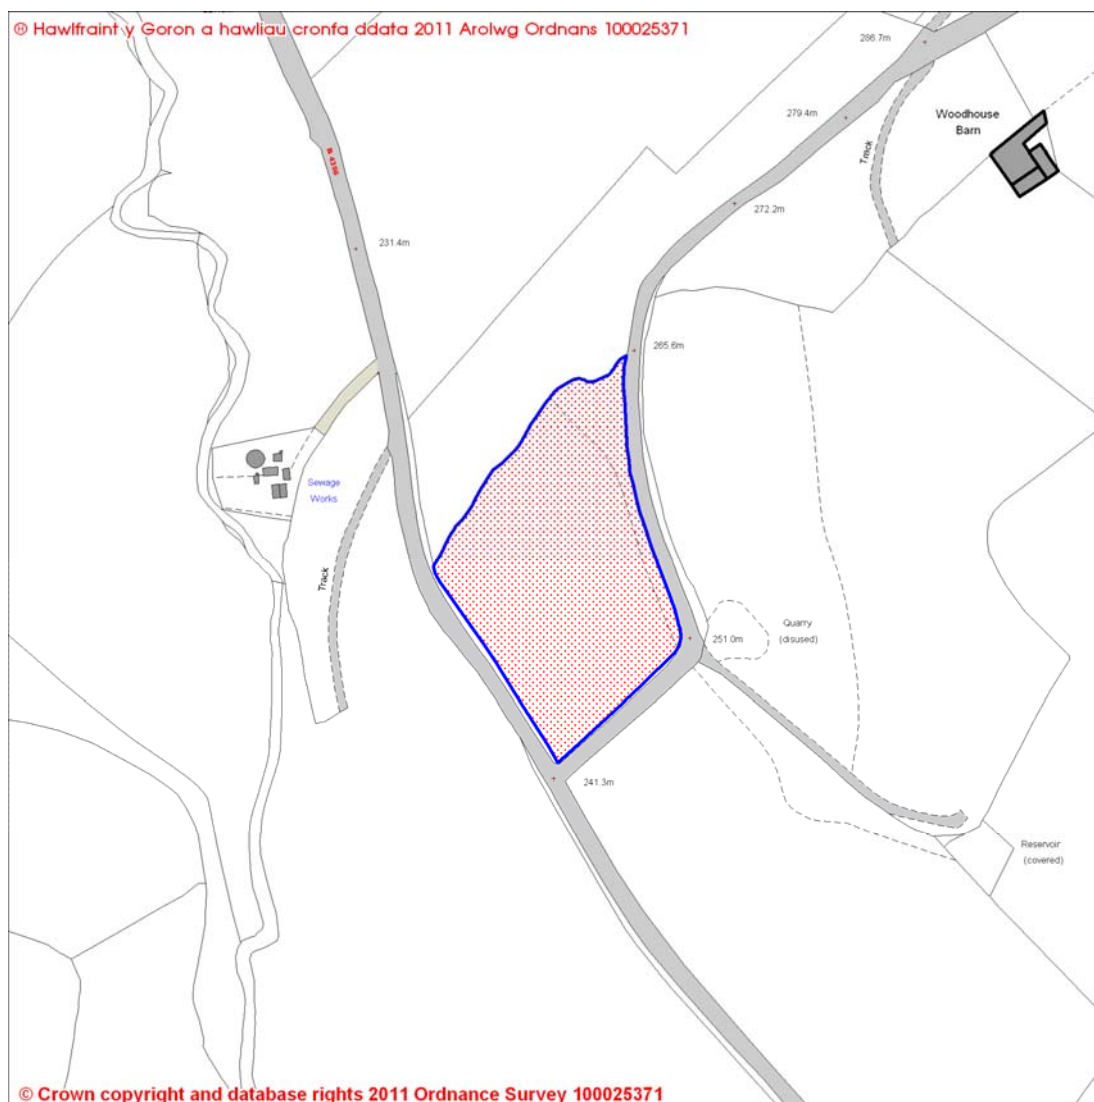 © Hawlfraint y Goron a hawliau cronfa ddata 2011 Arolwg Ordnans 100025371
286.7m
279.4m
Woodhouse
Barn
Track
B 4386
272.2m
231.4m
265.6m
Sewage
Works
Track
Quarry
(disused)
251.0m
241.3m
Reservoir
(covered)
© Crown copyright and database rights 2011 Ordnance Survey 100025371